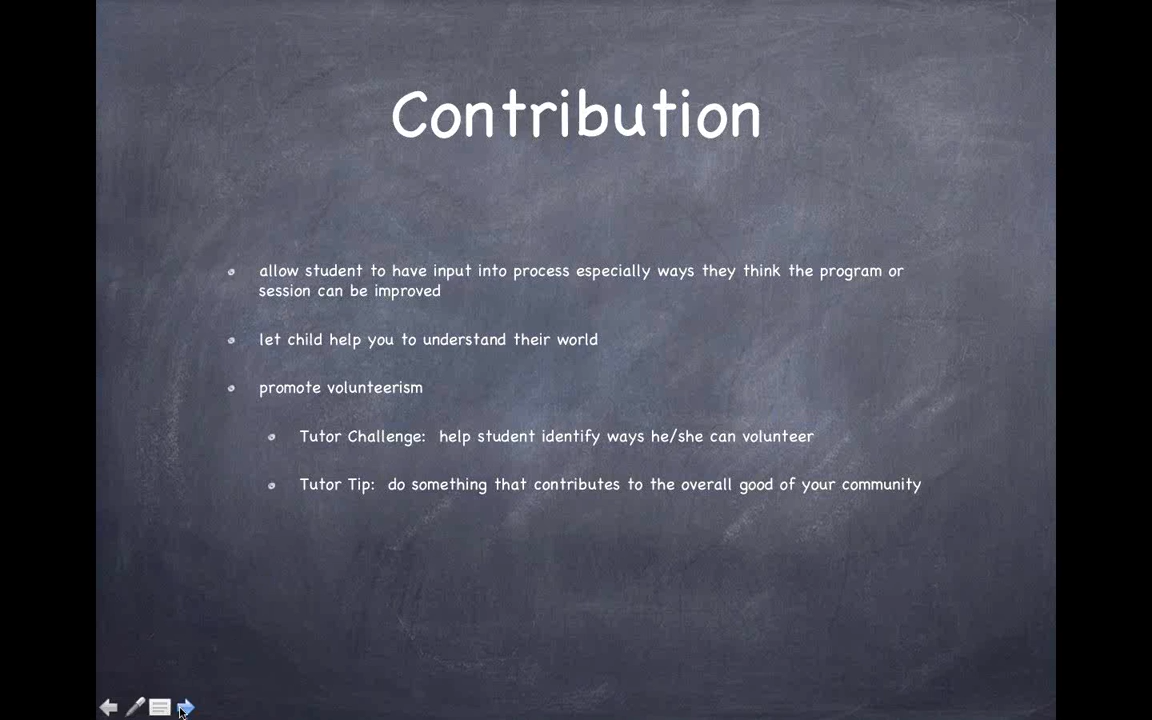 Contribution
allow student to have input into process especially ways they think the program or
session can be improved
let child help you to understand their world
promote volunteerism
Tutor Challenge: help student identify ways he/she can volunteer
Tutor Tip: do something that contributes to the overall good of your community